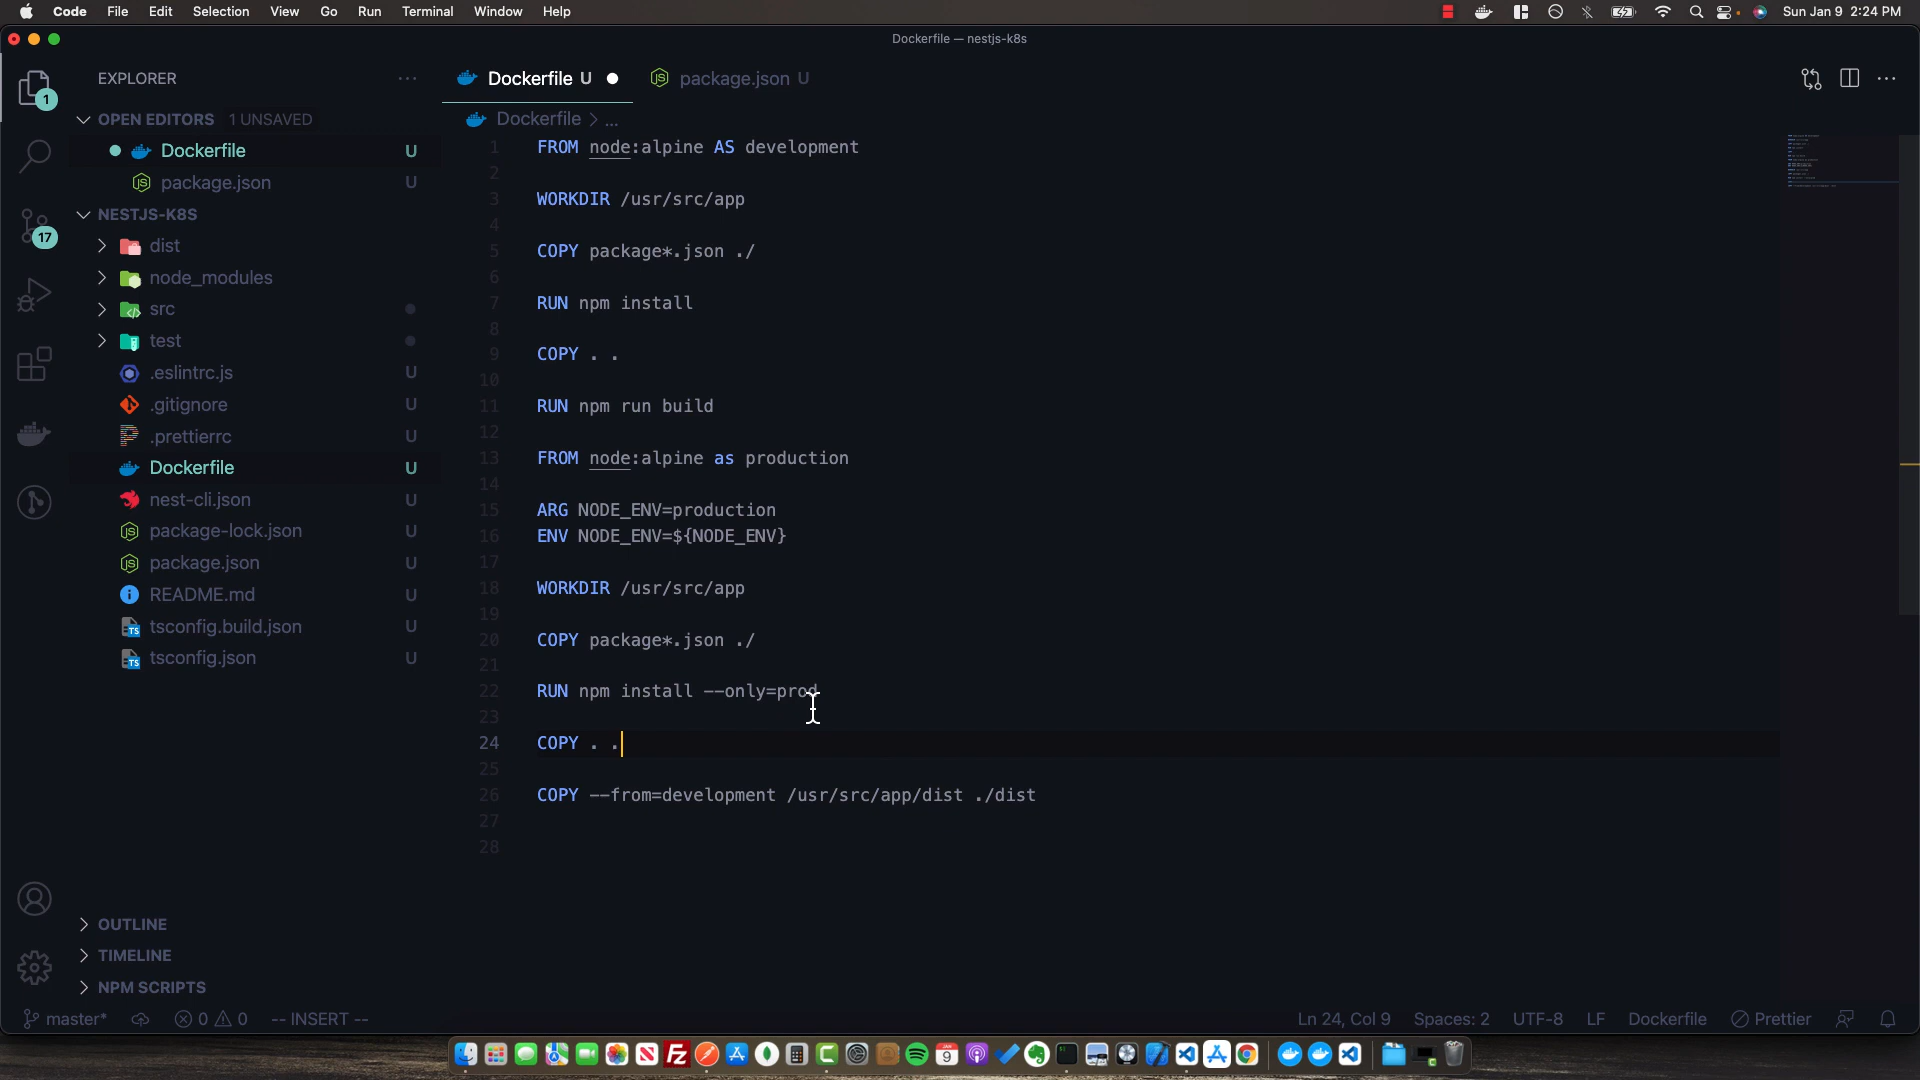 Code File Edit Selection View Go Run Terminal Window Help Sun Jan 9 2:24 PM
Dockerfile — nestjs-k8s
EXPLORER
Dockerfile U
package.json U
1
OPEN EDITORS 1 UNSAVED
Dockerfile > ...
Dockerfile U
package.json U
NESTJS-K8S
17
dist
node_modules
src
test
.eslintrc.js U
.gitignore U
.prettierrc U
Dockerfile U
nest-cli.json U
package-lock.json U
package.json U
README.md U
tsconfig.build.json U
tsconfig.json U
1 FROM node:alpine AS development
2
3 WORKDIR /usr/src/app
4
5 COPY package*.json ./
6
7 RUN npm install
8
9 COPY . .
10
11 RUN npm run build
12
13 FROM node:alpine as production
14
15 ARG NODE_ENV=production
16 ENV NODE_ENV=${NODE_ENV}
17
18 WORKDIR /usr/src/app
19
20 COPY package*.json ./
21
22 RUN npm install --only=prod
23
24 COPY . .
25
26 COPY --from=development /usr/src/app/dist ./dist
27
28
OUTLINE
TIMELINE
NPM SCRIPTS
master* 0 0 -- INSERT -- Ln 24, Col 9 Spaces: 2 UTF-8 LF Dockerfile Prettier